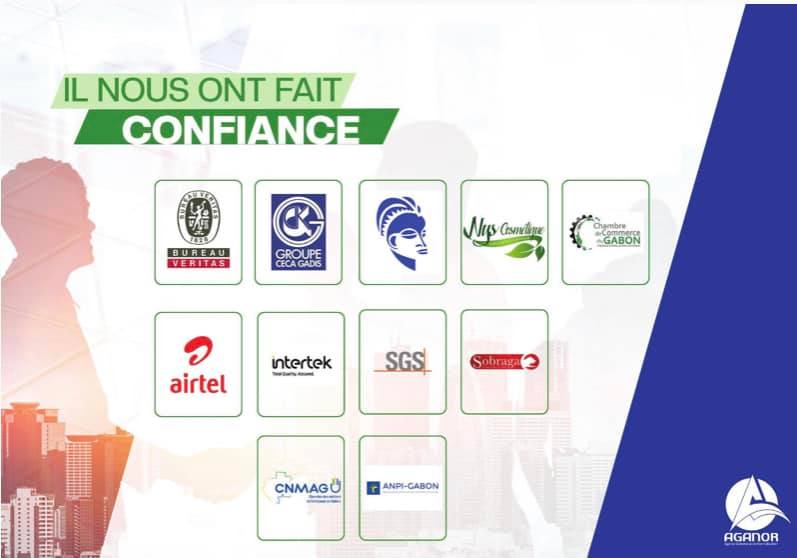 IL NOUS ONT FAIT
CONFIANCE
BUREAU VERITAS
1828
BUREAU
VERITAS
GROUPE
CECA GADIS
Nys Cosmétique
Chambre
de Commerce
du GABON
airtel
intertek
Total Quality. Assured.
SGS
Sobraga
CNMAG
ANPI-GABON
AGANOR